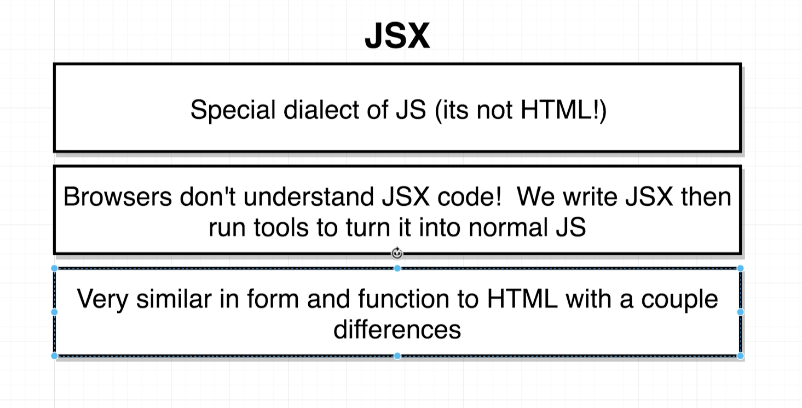 JSX
Special dialect of JS (its not HTML!)
Browsers don't understand JSX code!  We write JSX then
run tools to turn it into normal JS
Very similar in form and function to HTML with a couple
differences